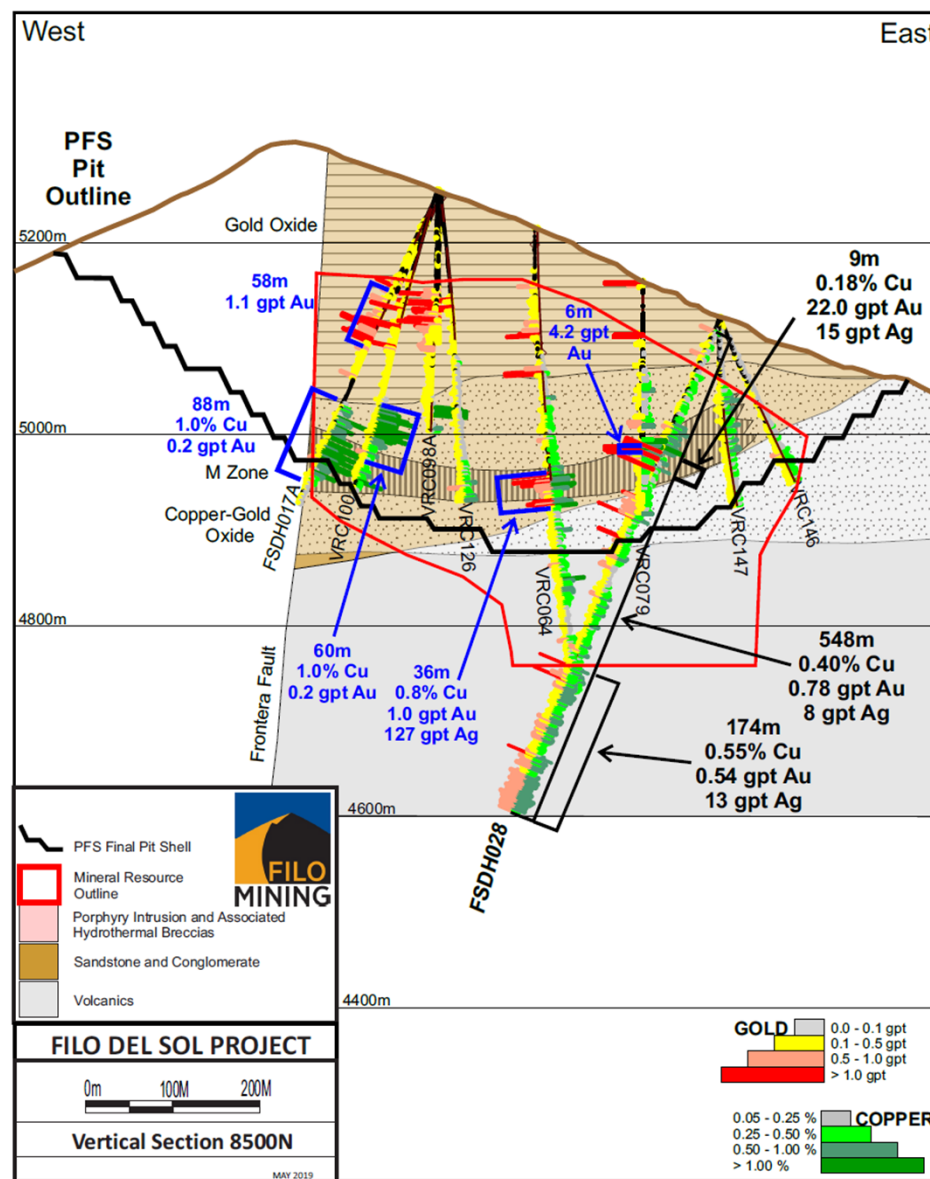 West
East
PFS
Pit
Outline
Gold Oxide
5200m
9m
0.18% Cu
22.0 gpt Au
15 gpt Ag
58m
1.1 gpt Au
6m
4.2 gpt
Au
88m
1.0% Cu
0.2 gpt Au
5000m
M Zone
Copper-Gold
Oxide
FSDH017A
VRC100
VRC098A
VRC126
VRC064
VRC079
VRC147
VRC146
4800m
60m
1.0% Cu
0.2 gpt Au
36m
0.8% Cu
1.0 gpt Au
127 gpt Ag
548m
0.40% Cu
0.78 gpt Au
8 gpt Ag
174m
0.55% Cu
0.54 gpt Au
13 gpt Ag
Frontera Fault
4600m
FSDH028
PFS Final Pit Shell
Mineral Resource
Outline
Porphyry Intrusion and Associated
Hydrothermal Breccias
Sandstone and Conglomerate
Volcanics
FILO
MINING
4400m
FILO DEL SOL PROJECT
0m 100M 200M
Vertical Section 8500N
MAY 2019
GOLD
0.0 - 0.1 gpt
0.1 - 0.5 gpt
0.5 - 1.0 gpt
> 1.0 gpt
COPPER
0.05 - 0.25 %
0.25 - 0.50 %
0.50 - 1.00 %
> 1.00 %